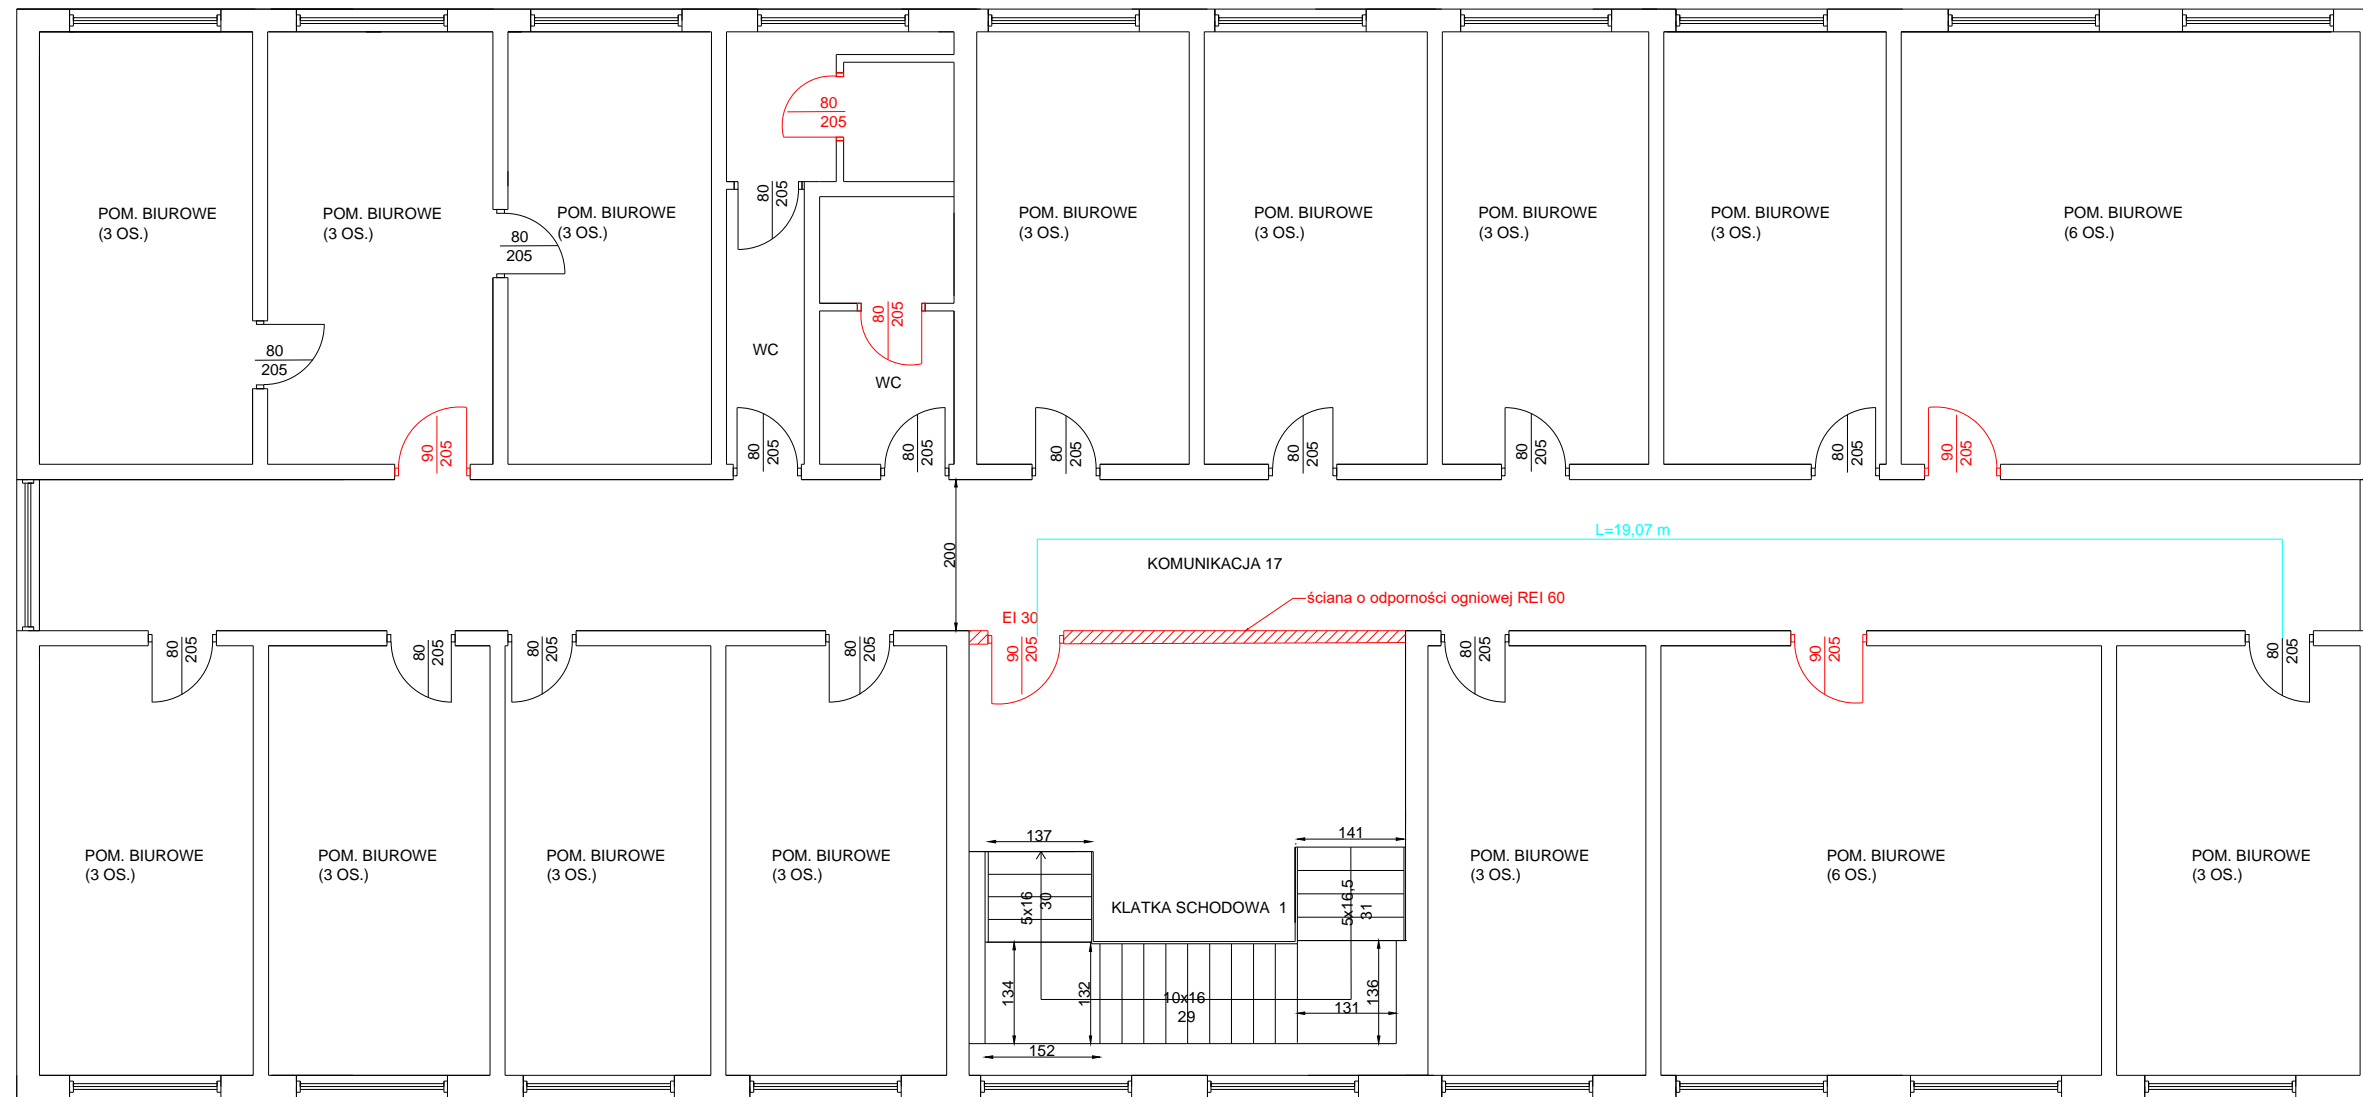 80
205
POM. BIUROWE
(3 OS.)
POM. BIUROWE
(3 OS.)
POM. BIUROWE
(3 OS.)
80
205
POM. BIUROWE
(3 OS.)
POM. BIUROWE
(3 OS.)
POM. BIUROWE
(3 OS.)
POM. BIUROWE
(3 OS.)
POM. BIUROWE
(6 OS.)
80
205
80
205
80
205
WC
WC
90
205
80
205
80
205
80
205
80
205
80
205
80
205
90
205
L=19,07 m
200
KOMUNIKACJA 17
ściana o odporności ogniowej REI 60
EI 30
80
205
80
205
80
205
80
205
90
205
80
205
90
205
80
205
137
141
POM. BIUROWE
(3 OS.)
POM. BIUROWE
(3 OS.)
POM. BIUROWE
(3 OS.)
POM. BIUROWE
(3 OS.)
5x16
30
KLATKA SCHODOWA 1
5x16,5
31
POM. BIUROWE
(3 OS.)
POM. BIUROWE
(6 OS.)
POM. BIUROWE
(3 OS.)
134
132
10x16
29
131
136
152